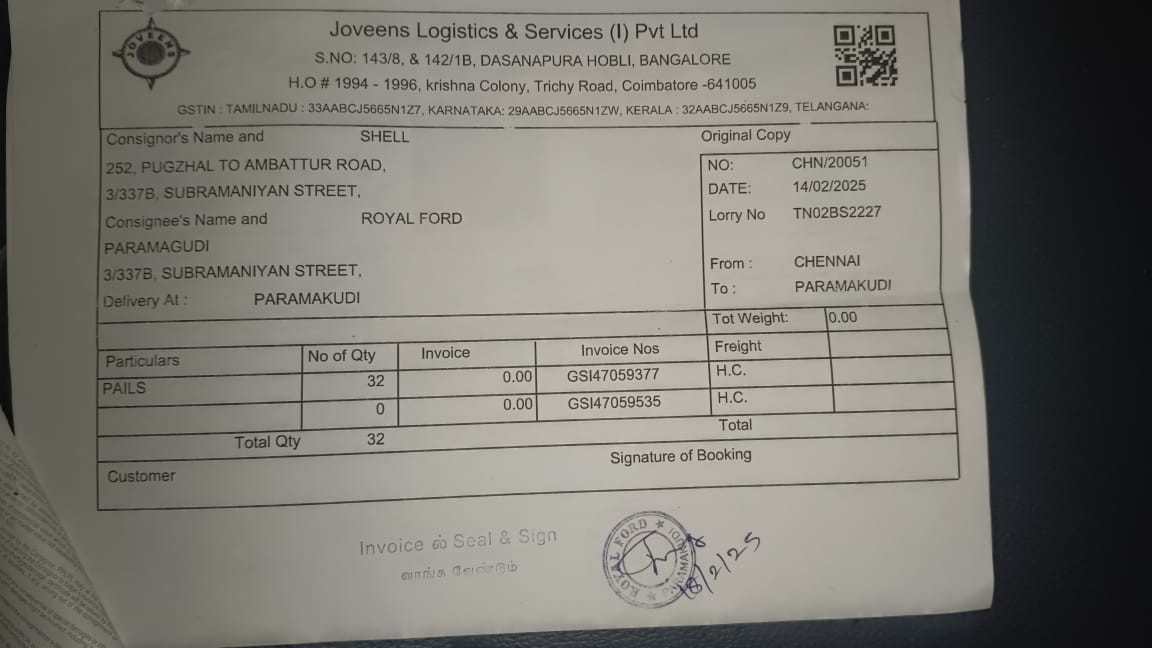 JOVEENS
Joveens Logistics & Services (I) Pvt Ltd
S.NO: 143/8, & 142/1B, DASANAPURA HOBLI, BANGALORE
H.O # 1994 - 1996, krishna Colony, Trichy Road, Coimbatore -641005
GSTIN : TAMILNADU : 33AABCJ5665N1Z7, KARNATAKA: 29AABCJ5665N1ZW, KERALA : 32AABCJ5665N1Z9, TELANGANA:
Consignor's Name and SHELL
252, PUGZHAL TO AMBATTUR ROAD,
3/337B, SUBRAMANIYAN STREET,
Consignee's Name and ROYAL FORD
PARAMAGUDI
3/337B, SUBRAMANIYAN STREET,
Delivery At : PARAMAKUDI
Original Copy
NO: CHN/20051
DATE: 14/02/2025
Lorry No TN02BS2227
From : CHENNAI
To : PARAMAKUDI
Tot Weight: 0.00
Particulars No of Qty Invoice Invoice Nos Freight
PAILS 32 0.00 GSI47059377 H.C.
0 0.00 GSI47059535 H.C.
Total Qty 32 Total
Customer Signature of Booking
Invoice ல் Seal & Sign
வாங்க வேண்டும்
ROYAL FORD ★ PARAMAKUDI ★
18/2/25